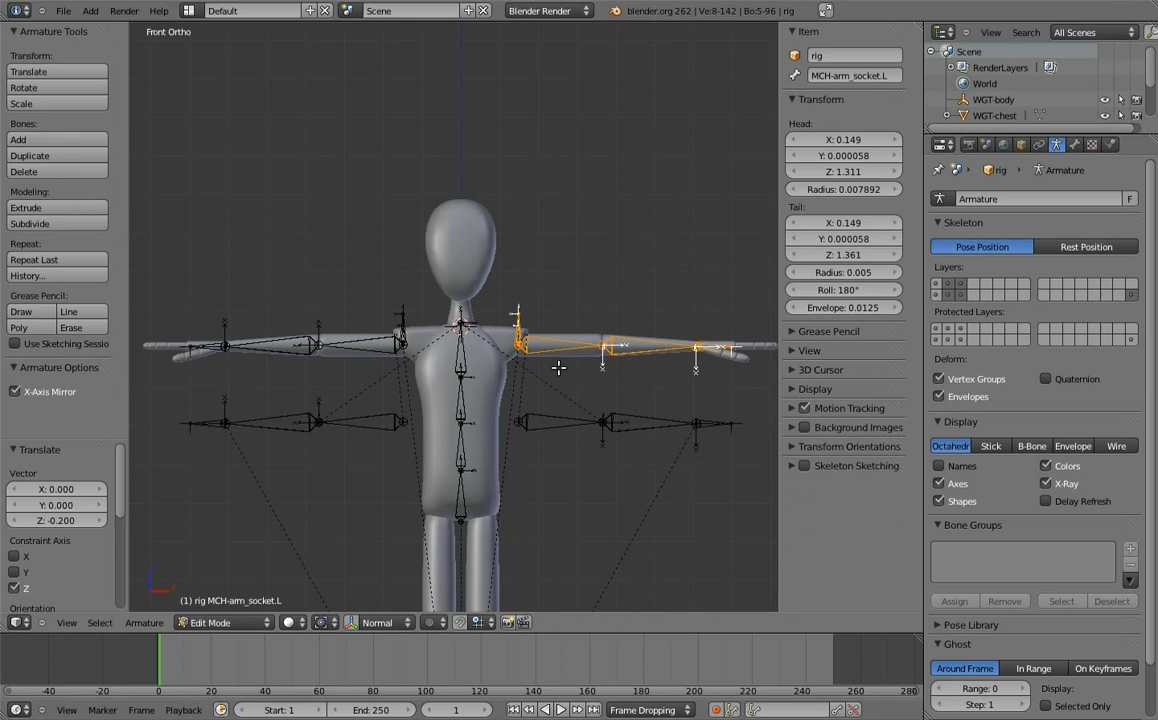 File Add Render Help Default Scene Blender Render blender.org 262 | Ve:8-142 | Bo:5-96 | rig
Armature Tools
Transform:
Translate
Rotate
Scale
Bones:
Add
Duplicate
Delete
Modeling:
Extrude
Subdivide
Repeat:
Repeat Last
History...
Grease Pencil:
Draw Line
Poly Erase
Use Sketching Sessio
Armature Options
X-Axis Mirror
Translate
Vector
X: 0.000
Y: 0.000
Z: -0.200
Constraint Axis
X
Y
Z
Orientation
Front Ortho
(1) rig MCH-arm_socket.L
View Select Armature Edit Mode Normal
Item
rig
MCH-arm_socket.L
Transform
Head:
X: 0.149
Y: 0.000058
Z: 1.311
Radius: 0.007892
Tail:
X: 0.149
Y: 0.000058
Z: 1.361
Radius: 0.005
Roll: 180°
Envelope: 0.0125
Grease Pencil
View
3D Cursor
Display
Motion Tracking
Background Images
Transform Orientations
Skeleton Sketching
View Search All Scenes
Scene
RenderLayers
World
WGT-body
WGT-chest
rig Armature
Armature F
Skeleton
Pose Position Rest Position
Layers:
Protected Layers:
Deform:
Vertex Groups Quaternion
Envelopes
Display
Octahedr Stick B-Bone Envelope Wire
Names Colors
Axes X-Ray
Shapes Delay Refresh
Bone Groups
Assign Remove Select Deselect
Pose Library
Ghost
Around Frame In Range On Keyframes
Range: 0 Display:
Step: 1 Selected Only
-40 -20 0 20 40 60 80 100 120 140 160 180 200 220 240 260 280
View Marker Frame Playback Start: 1 End: 250 1 Frame Dropping